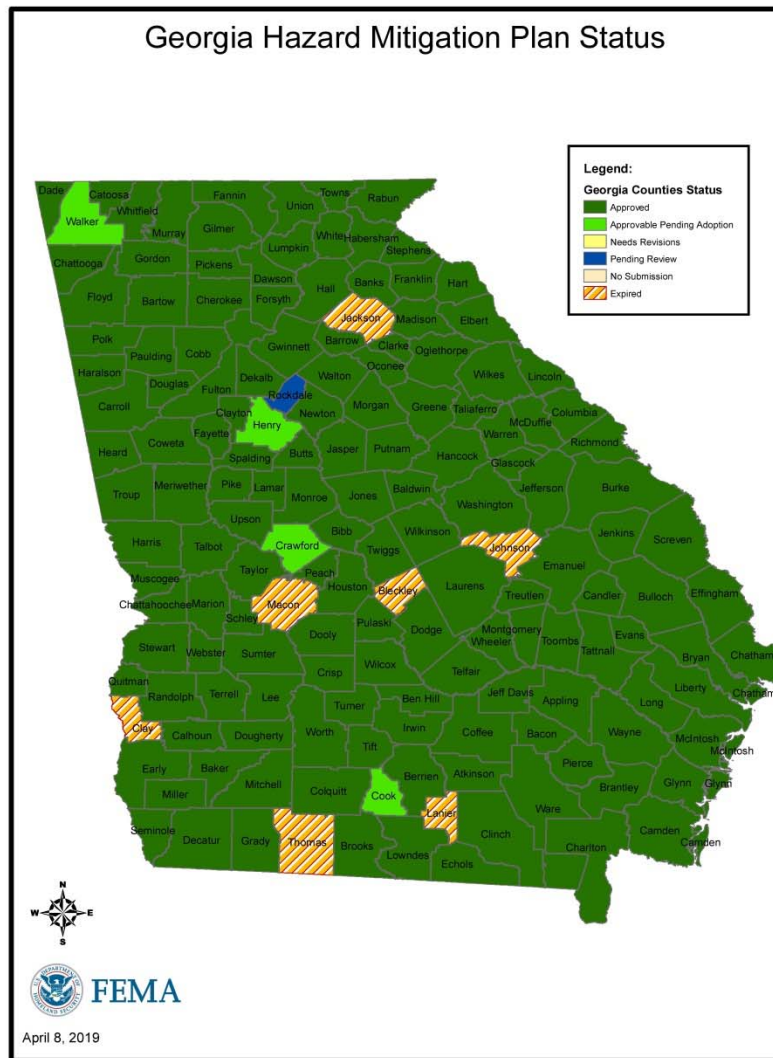 Georgia Hazard Mitigation Plan Status
Legend:
Georgia Counties Status
Approved
Approvable Pending Adoption
Needs Revisions
Pending Review
No Submission
Expired
Dade
Catoosa
Fannin
Towns
Rabun
Walker
Whitfield
Murray
Gilmer
Union
White
Habersham
Stephens
Lumpkin
Chattooga
Gordon
Pickens
Dawson
Hall
Banks
Franklin
Hart
Floyd
Bartow
Cherokee
Forsyth
Jackson
Madison
Elbert
Polk
Paulding
Cobb
Gwinnett
Barrow
Clarke
Oglethorpe
Haralson
Douglas
Fulton
Dekalb
Rockdale
Walton
Oconee
Wilkes
Lincoln
Carroll
Clayton
Henry
Newton
Morgan
Greene
Taliaferro
McDuffie
Columbia
Heard
Coweta
Fayette
Spalding
Butts
Jasper
Putnam
Hancock
Warren
Glascock
Richmond
Troup
Meriwether
Pike
Lamar
Monroe
Jones
Baldwin
Washington
Jefferson
Burke
Harris
Talbot
Upson
Crawford
Bibb
Twiggs
Wilkinson
Johnson
Emanuel
Jenkins
Screven
Muscogee
Taylor
Peach
Houston
Bleckley
Laurens
Treutlen
Candler
Bulloch
Effingham
Chattahoochee
Marion
Schley
Macon
Dooly
Pulaski
Dodge
Montgomery
Wheeler
Toombs
Tattnall
Evans
Bryan
Chatham
Chatham
Stewart
Webster
Sumter
Crisp
Wilcox
Telfair
Quitman
Randolph
Terrell
Lee
Turner
Ben Hill
Jeff Davis
Appling
Long
Liberty
Clay
Calhoun
Dougherty
Worth
Tift
Irwin
Coffee
Bacon
Wayne
McIntosh
McIntosh
Early
Baker
Mitchell
Colquitt
Cook
Berrien
Atkinson
Pierce
Brantley
Glynn
Glynn
Miller
Lanier
Clinch
Ware
Seminole
Decatur
Grady
Thomas
Brooks
Lowndes
Echols
Charlton
Camden
Camden
N
W
E
S
U.S. DEPARTMENT OF
HOMELAND SECURITY
FEMA
April 8, 2019